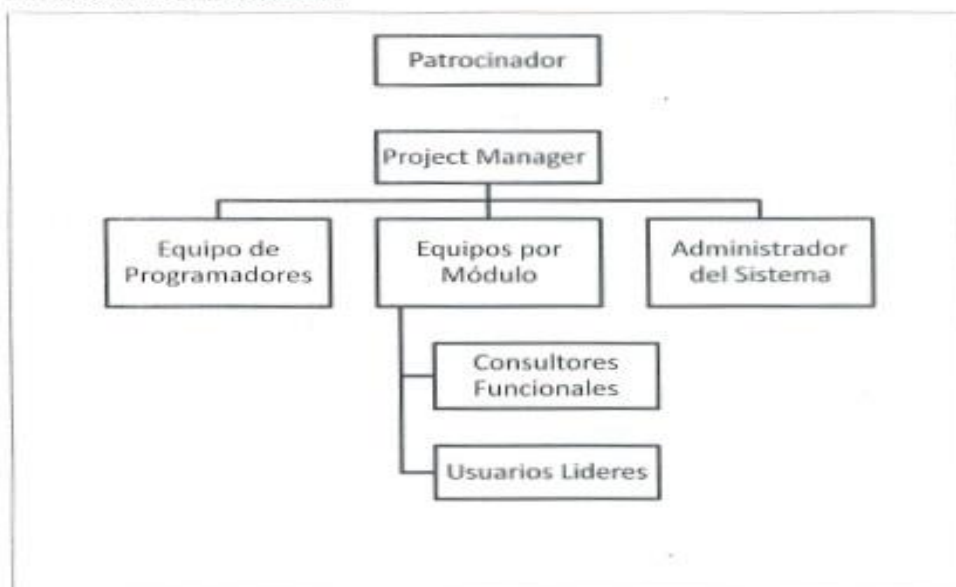 Patrocinador
Project Manager
Equipo de
Programadores
Equipos por
Módulo
Administrador
del Sistema
Consultores
Funcionales
Usuarios Lideres